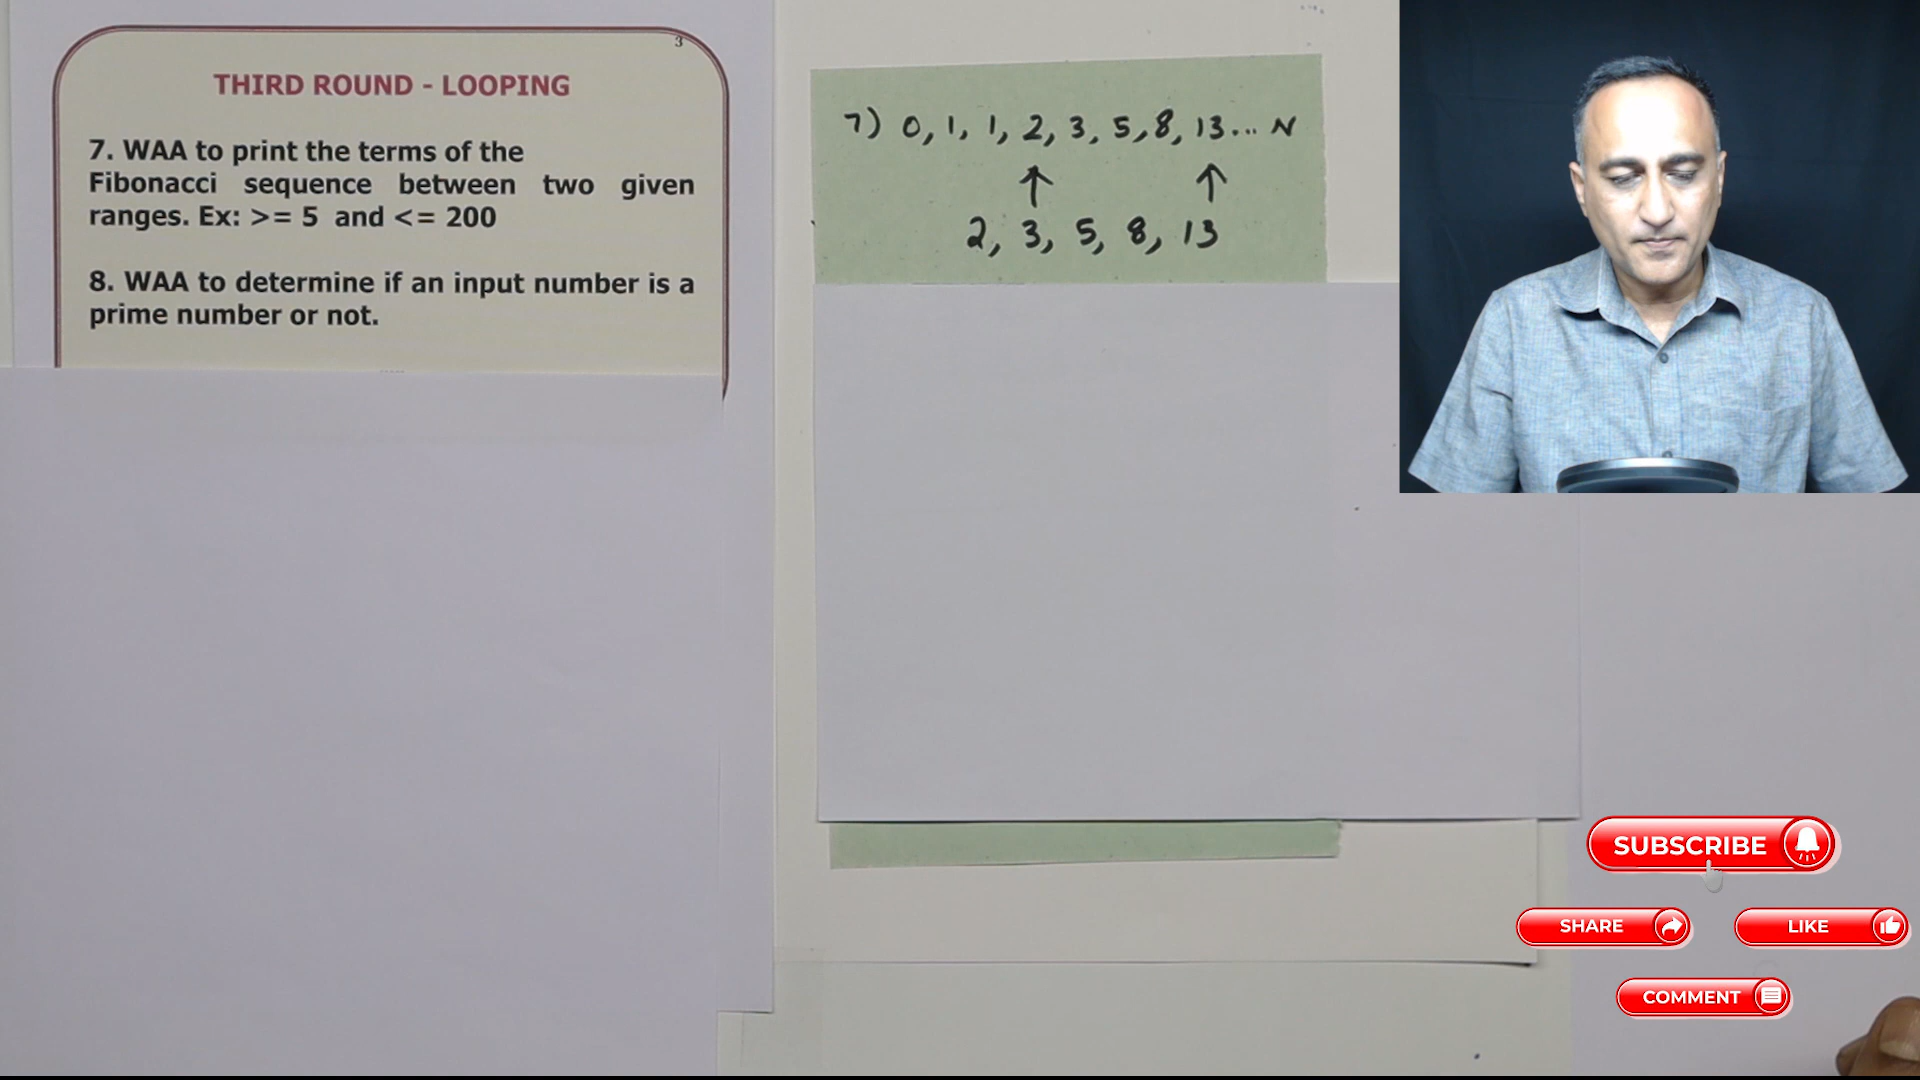 3
THIRD ROUND - LOOPING
7. WAA to print the terms of the
Fibonacci sequence between two given
ranges. Ex: >= 5 and <= 200
8. WAA to determine if an input number is a
prime number or not.
7) 0, 1, 1, 2, 3, 5, 8, 13... N
2, 3, 5, 8, 13
SUBSCRIBE
SHARE
LIKE
COMMENT